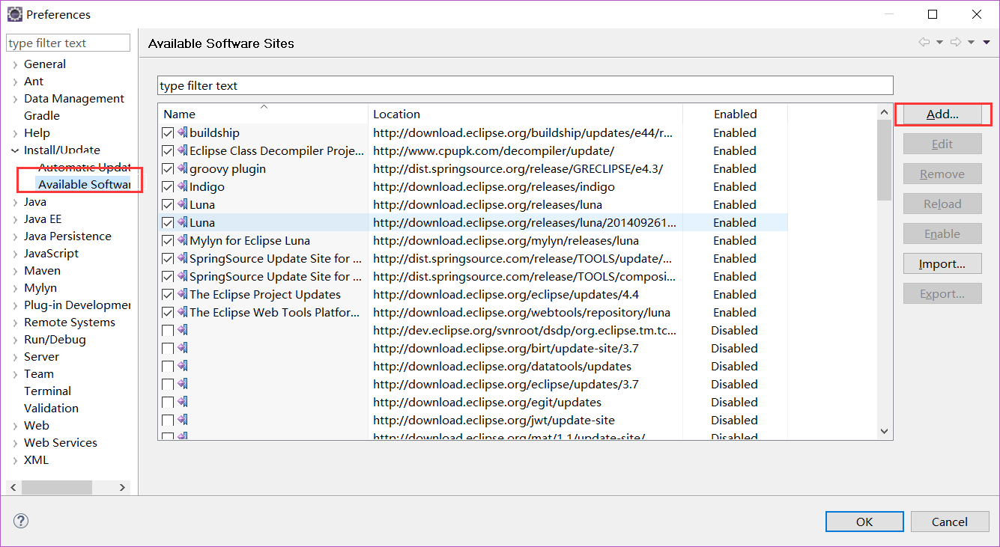 Preferences
type filter text
General
Ant
Data Management
Gradle
Help
Install/Update
Automatic Updat
Available Softwar
Java
Java EE
Java Persistence
JavaScript
Maven
Mylyn
Plug-in Developmer
Remote Systems
Run/Debug
Server
Team
Terminal
Validation
Web
Web Services
XML
Available Software Sites
type filter text
Name Location Enabled
buildship http://download.eclipse.org/buildship/updates/e44/r... Enabled
Eclipse Class Decompiler Proje... http://www.cpupk.com/decompiler/update/ Enabled
groovy plugin http://dist.springsource.org/release/GRECLIPSE/e4.3/ Enabled
Indigo http://download.eclipse.org/releases/indigo Enabled
Luna http://download.eclipse.org/releases/luna Enabled
Luna http://download.eclipse.org/releases/luna/201409261... Enabled
Mylyn for Eclipse Luna http://download.eclipse.org/mylyn/releases/luna Enabled
SpringSource Update Site for ... http://dist.springsource.com/release/TOOLS/update/... Enabled
SpringSource Update Site for ... http://dist.springsource.com/release/TOOLS/composi... Enabled
The Eclipse Project Updates http://download.eclipse.org/eclipse/updates/4.4 Enabled
The Eclipse Web Tools Platfor... http://download.eclipse.org/webtools/repository/luna Enabled
http://dev.eclipse.org/svnroot/dsdp/org.eclipse.tm.tc... Disabled
http://download.eclipse.org/birt/update-site/3.7 Disabled
http://download.eclipse.org/datatools/updates Disabled
http://download.eclipse.org/eclipse/updates/3.7 Disabled
http://download.eclipse.org/egit/updates Disabled
http://download.eclipse.org/jwt/update-site Disabled
http://download.eclipse.org/mat/1.1/update-site/ Disabled
Add...
Edit
Remove
Reload
Enable
Import...
Export...
?
OK
Cancel